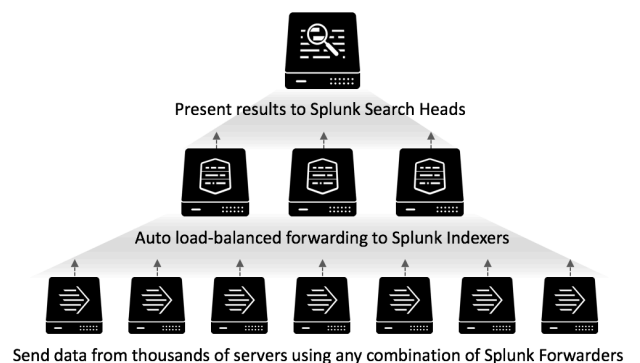 Present results to Splunk Search Heads
Auto load-balanced forwarding to Splunk Indexers
Send data from thousands of servers using any combination of Splunk Forwarders